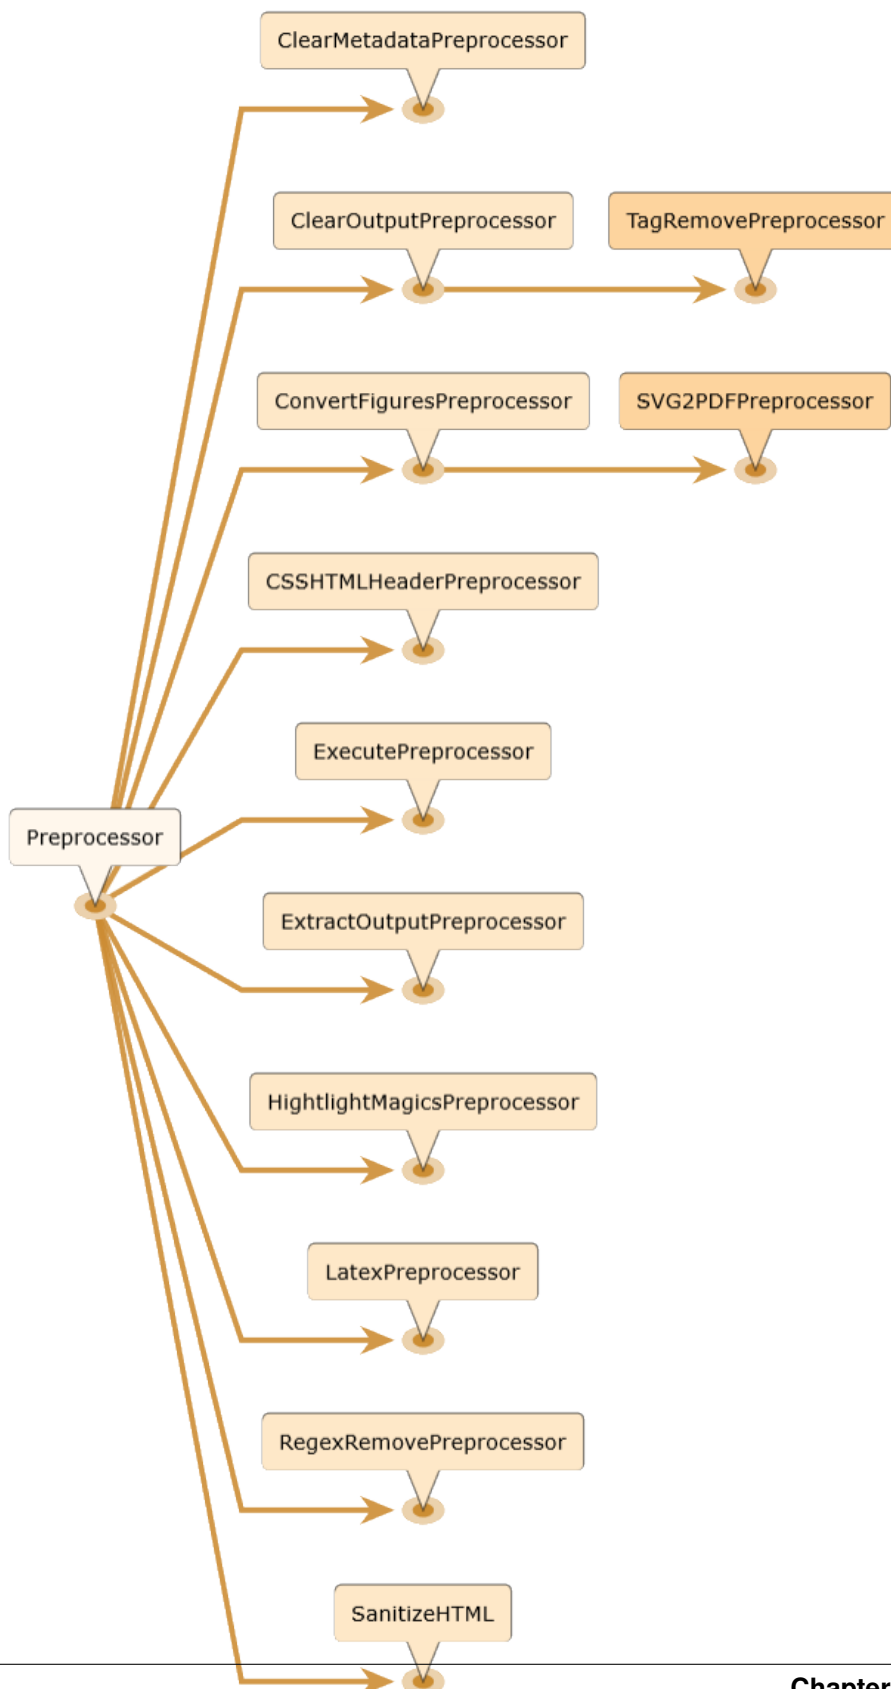 ClearMetadataPreprocessor
ClearOutputPreprocessor
TagRemovePreprocessor
ConvertFiguresPreprocessor
SVG2PDFPreprocessor
CSSHTMLHeaderPreprocessor
ExecutePreprocessor
Preprocessor
ExtractOutputPreprocessor
HightlightMagicsPreprocessor
LatexPreprocessor
RegexRemovePreprocessor
SanitizeHTML
Chapter